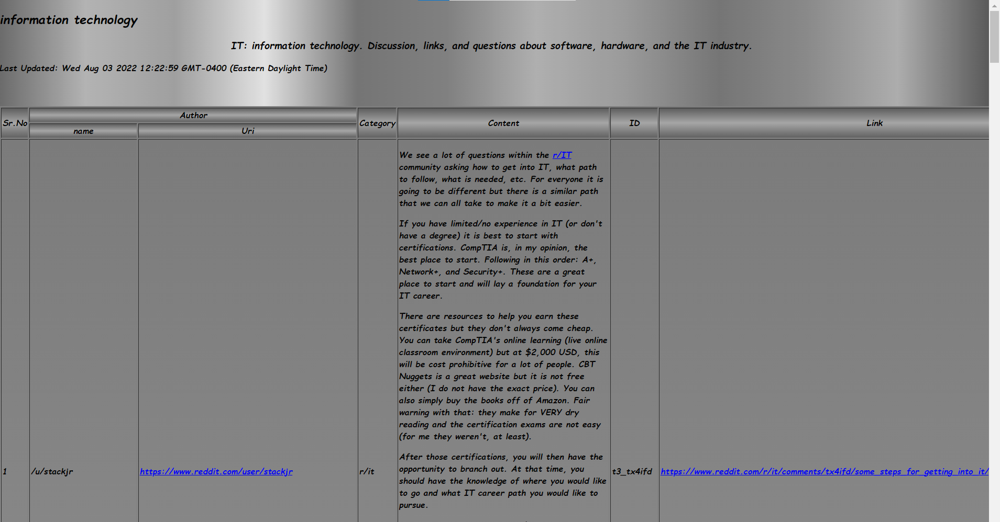 information technology
IT: information technology. Discussion, links, and questions about software, hardware, and the IT industry.
Last Updated: Wed Aug 03 2022 12:22:59 GMT-0400 (Eastern Daylight Time)
Sr.No
Author
name
Uri
Category
Content
ID
Link
1
/u/stackjr
https://www.reddit.com/user/stackjr
r/it
We see a lot of questions within the r/IT
community asking how to get into IT, what path
to follow, what is needed, etc. For everyone it is
going to be different but there is a similar path
that we can all take to make it a bit easier.
If you have limited/no experience in IT (or don't
have a degree) it is best to start with
certifications. CompTIA is, in my opinion, the
best place to start. Following in this order: A+,
Network+, and Security+. These are a great
place to start and will lay a foundation for your
IT career.
There are resources to help you earn these
certificates but they don't always come cheap.
You can take CompTIA's online learning (live online
classroom environment) but at $2,000 USD, this
will be cost prohibitive for a lot of people. CBT
Nuggets is a great website but it is not free
either (I do not have the exact price). You can
also simply buy the books off of Amazon. Fair
warning with that: they make for VERY dry
reading and the certification exams are not easy
(for me they weren't, at least).
After those certifications, you will then have the
opportunity to branch out. At that time, you
should have the knowledge of where you would like
to go and what IT career path you would like to
pursue.
t3_tx4ifd
https://www.reddit.com/r/it/comments/tx4ifd/some_steps_for_getting_into_it/